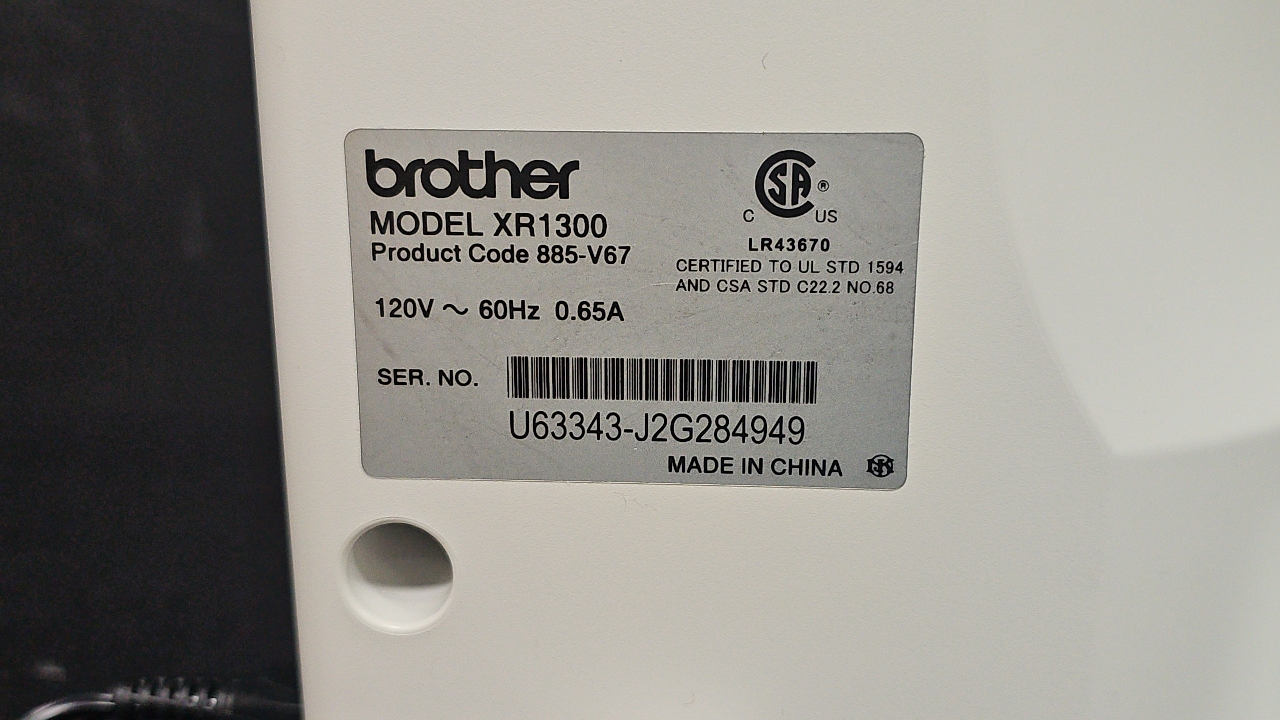 brother
MODEL XR1300
Product Code 885-V67
120V ~ 60Hz 0.65A
CSA ®
C US
LR43670
CERTIFIED TO UL STD 1594
AND CSA STD C22.2 NO.68
SER. NO.
U63343-J2G284949
MADE IN CHINA